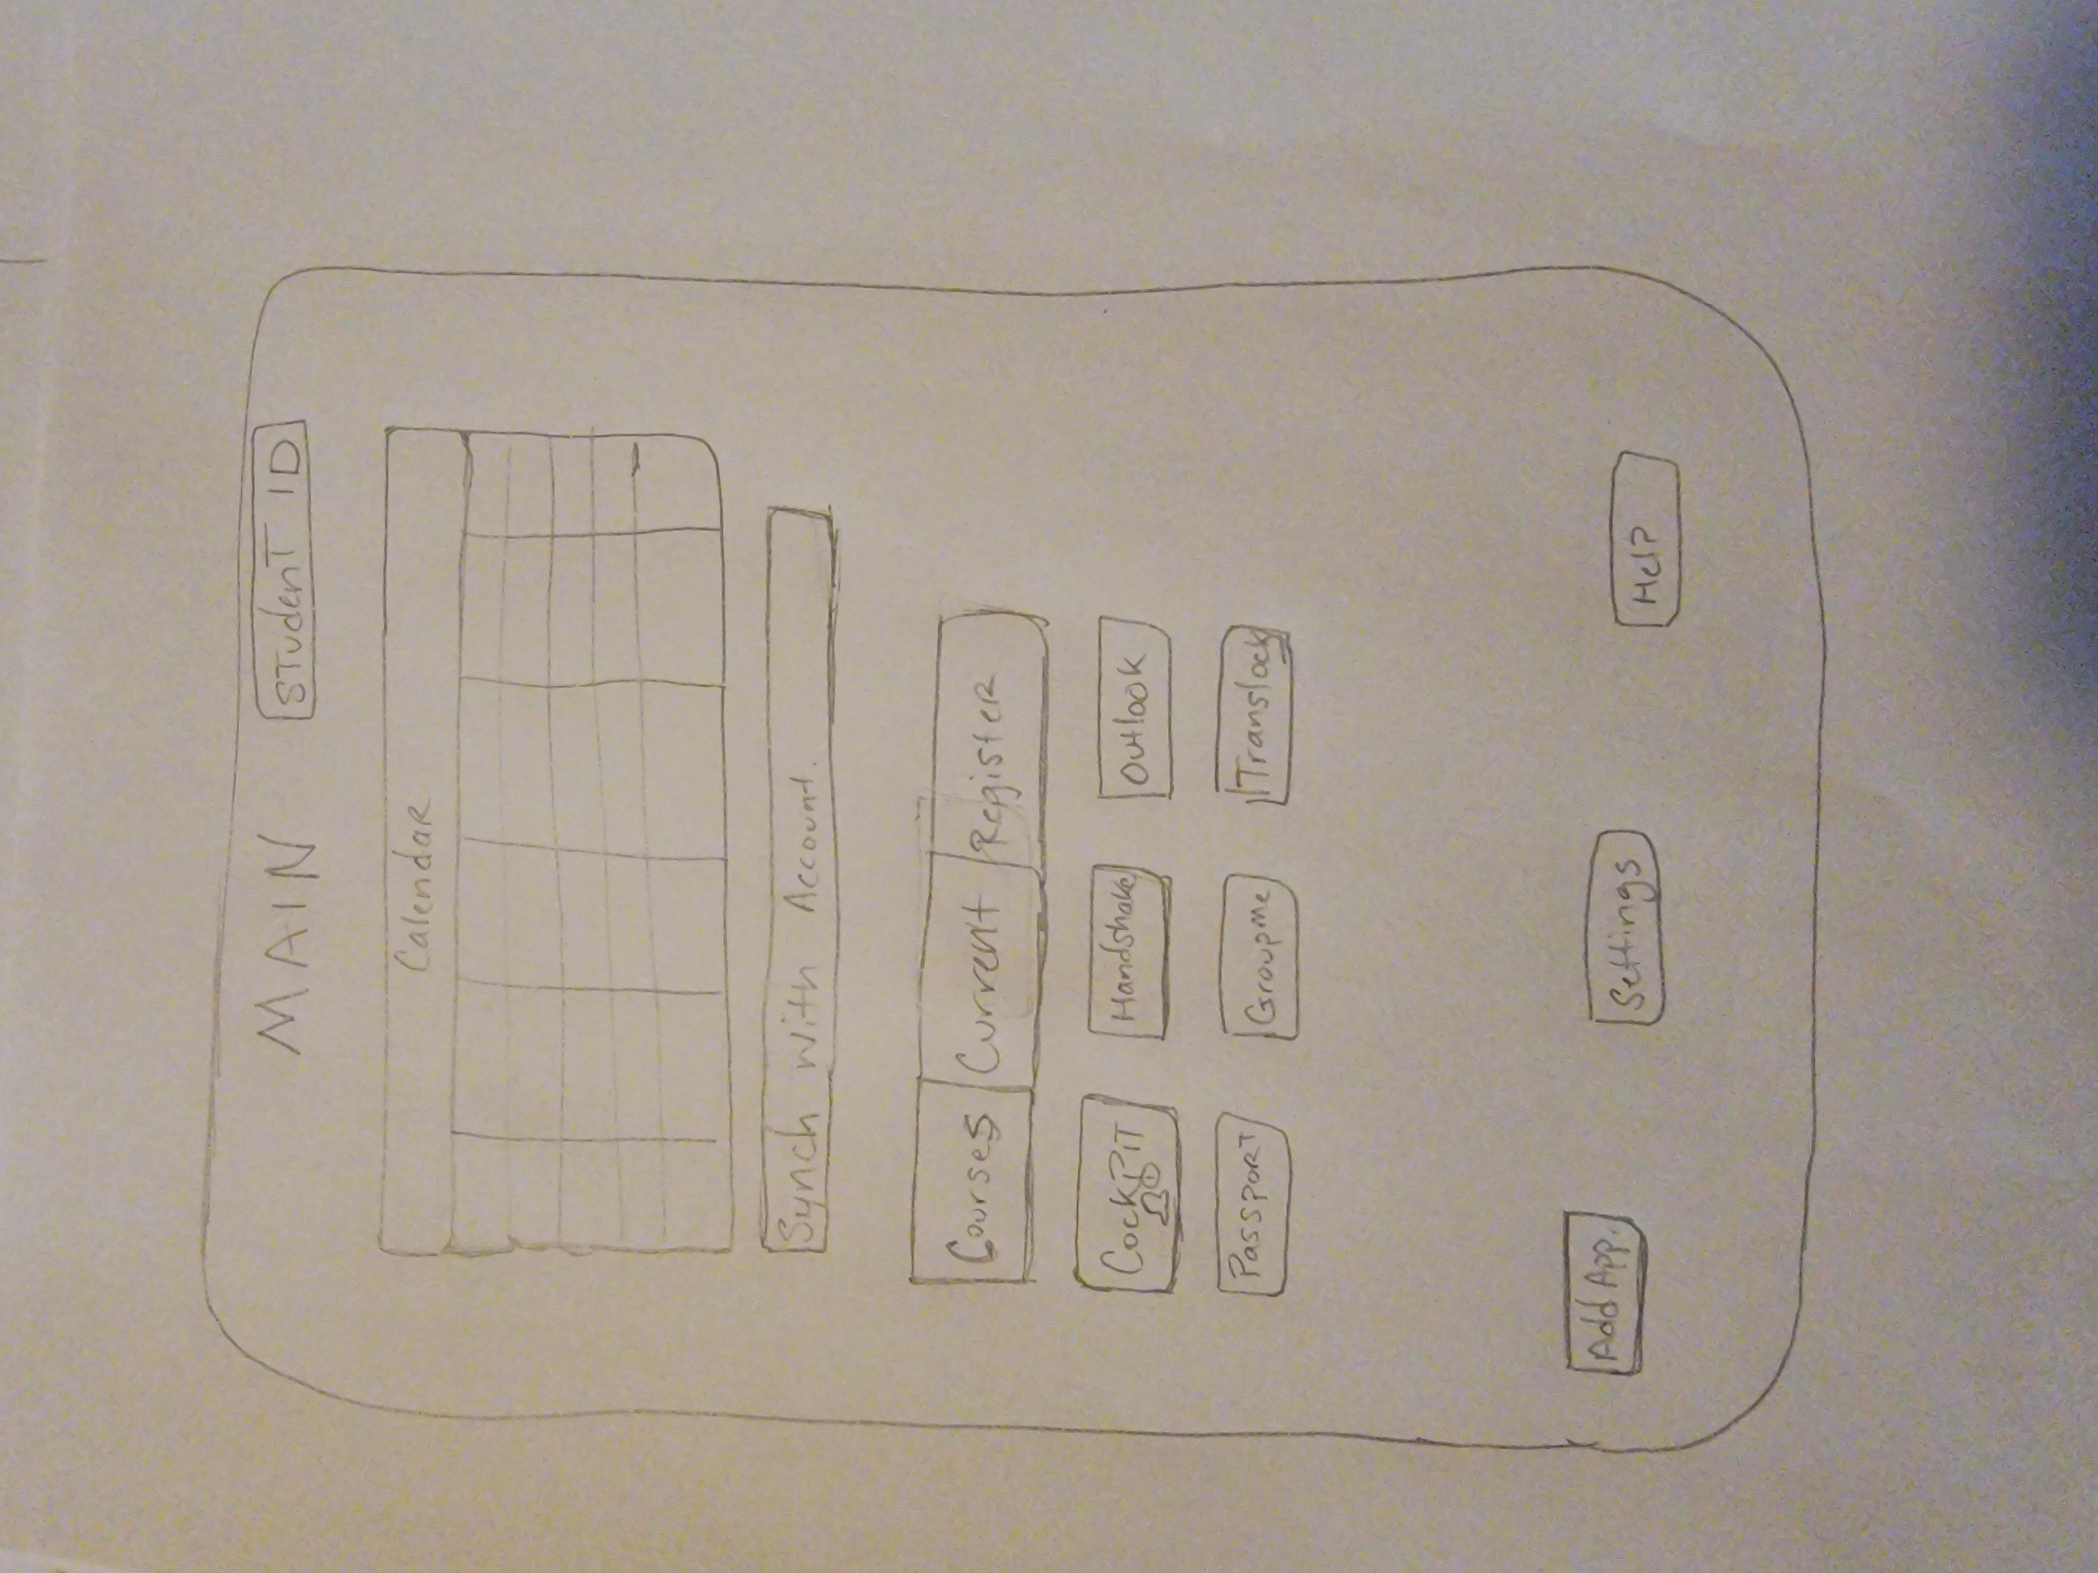 MAIN
STudenT ID
Calendar
Synch with Account.
Courses Current Register
CockPiT
Handshake
Outlook
Passport
Groupme
Translock
Add App.
Settings
Help